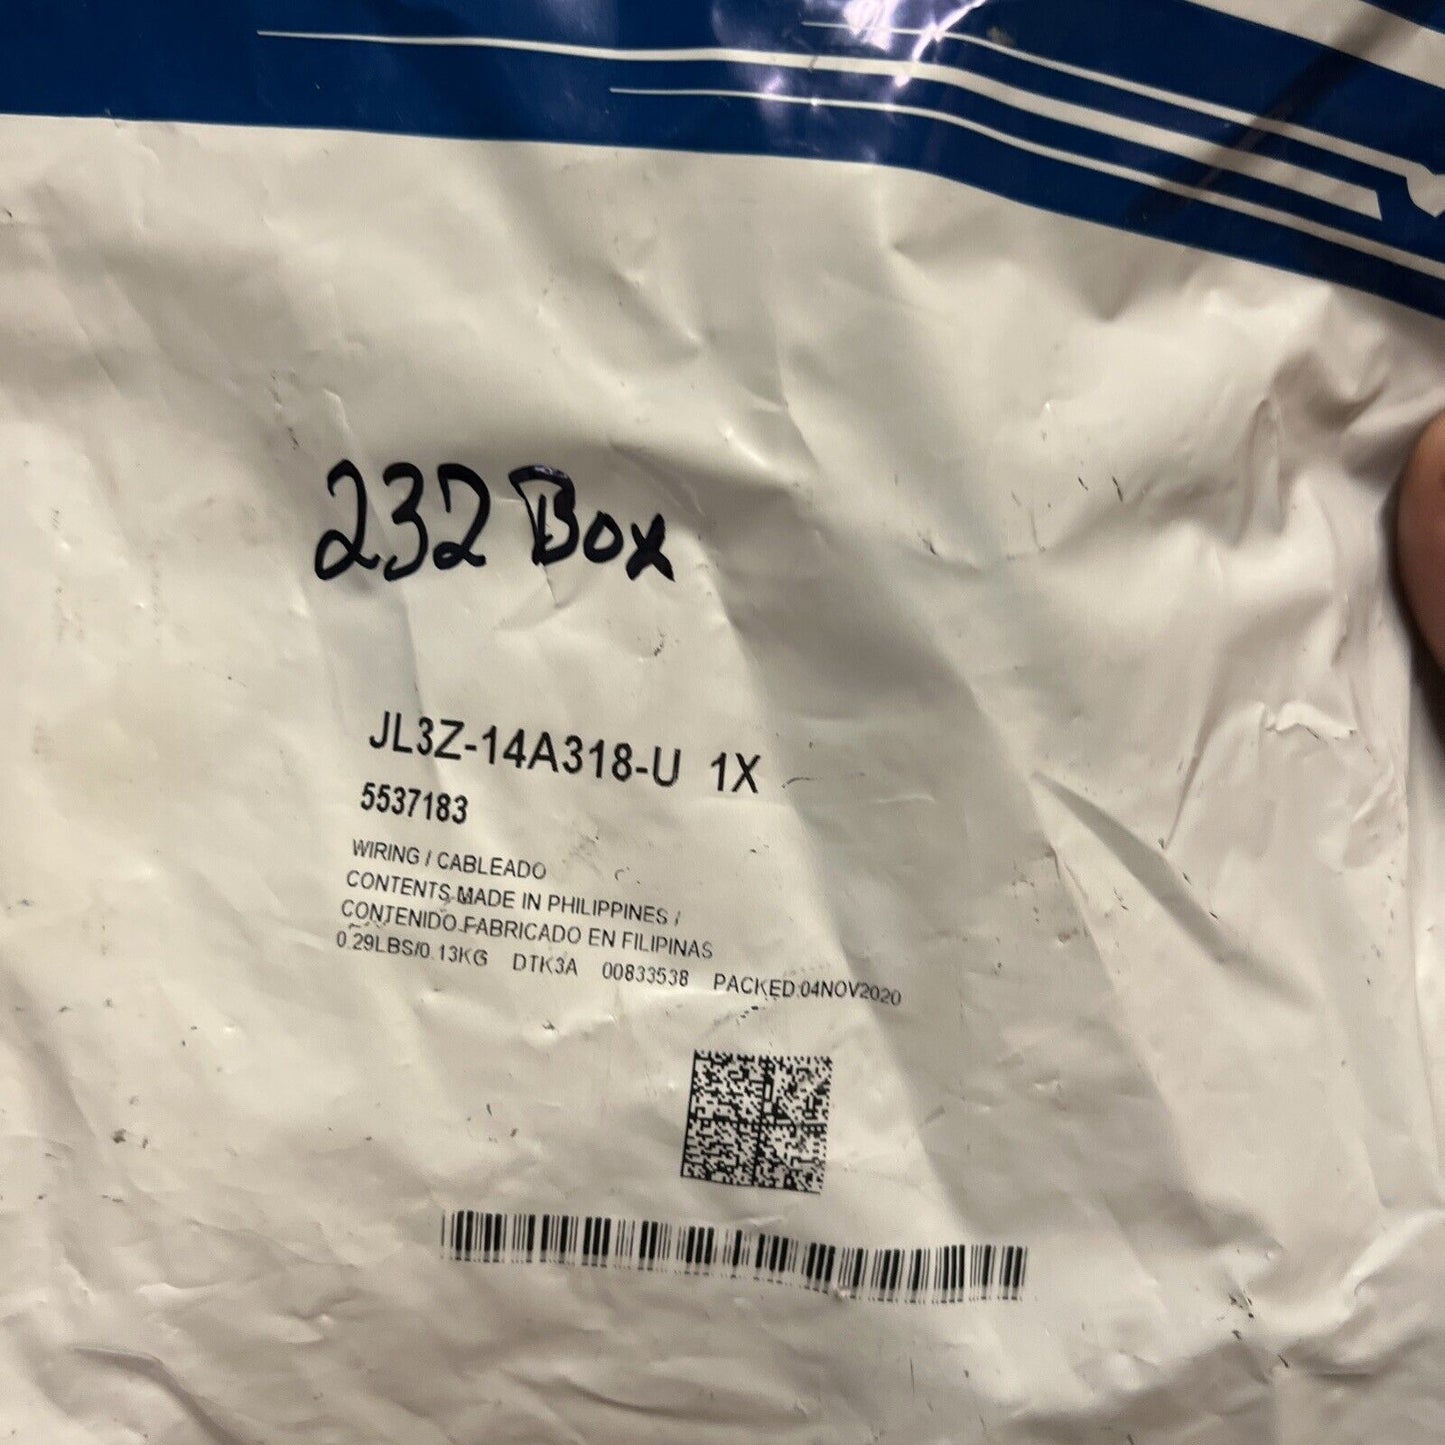 232 Box
JL3Z-14A318-U 1X
5537183
WIRING / CABLEADO
CONTENTS MADE IN PHILIPPINES /
CONTENIDO FABRICADO EN FILIPINAS
0.29LBS/0.13KG DTK3A 00833538 PACKED:04NOV2020